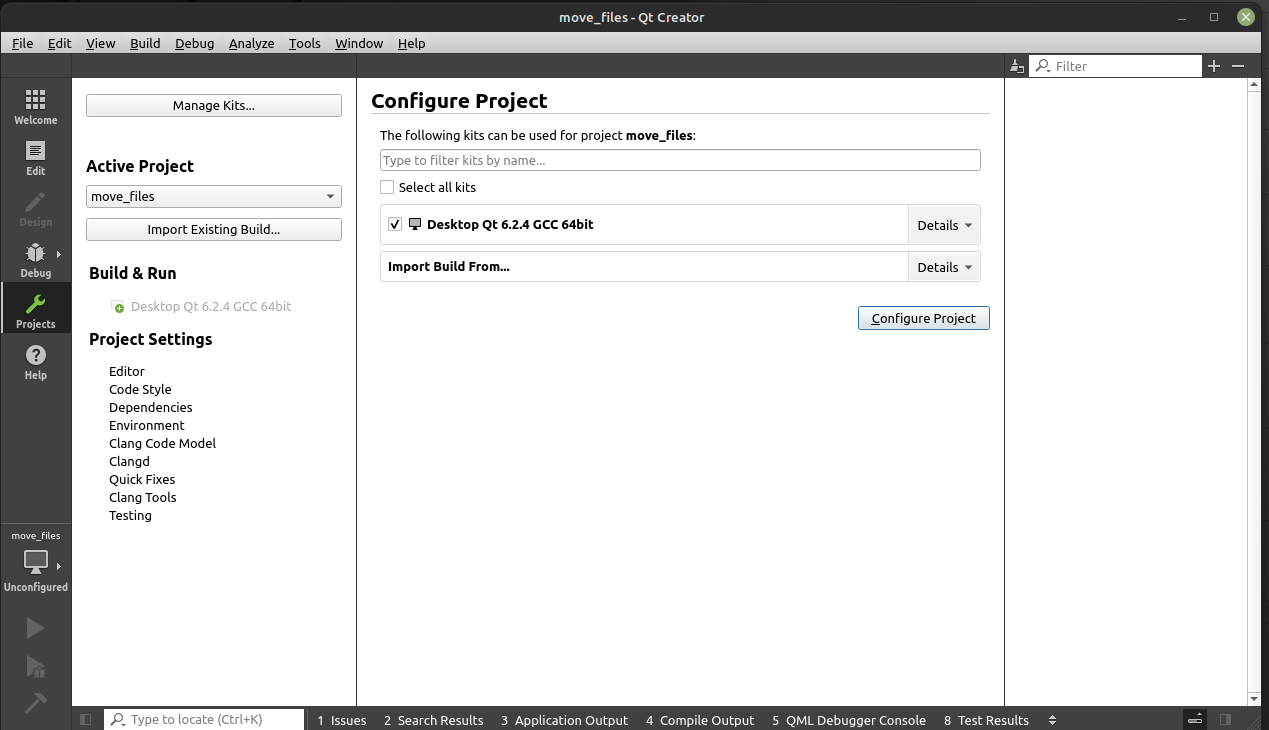 move_files - Qt Creator
File Edit View Build Debug Analyze Tools Window Help
Filter
Welcome
Edit
Design
Debug
Projects
Help
move_files
Unconfigured
Manage Kits...
Active Project
move_files
Import Existing Build...
Build & Run
Desktop Qt 6.2.4 GCC 64bit
Project Settings
Editor
Code Style
Dependencies
Environment
Clang Code Model
Clangd
Quick Fixes
Clang Tools
Testing
Configure Project
The following kits can be used for project move_files:
Type to filter kits by name...
Select all kits
Desktop Qt 6.2.4 GCC 64bit Details
Import Build From... Details
Configure Project
Type to locate (Ctrl+K) 1 Issues 2 Search Results 3 Application Output 4 Compile Output 5 QML Debugger Console 8 Test Results